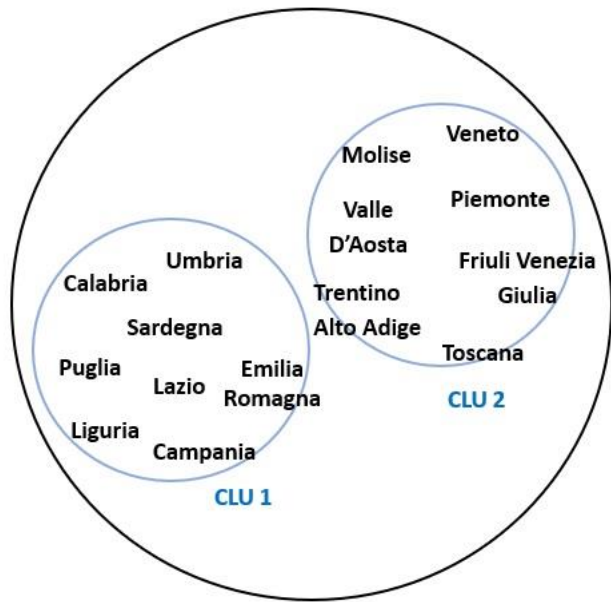 Veneto
Molise
Piemonte
Valle
D'Aosta
Friuli Venezia
Giulia
Trentino
Alto Adige
Toscana
CLU 2
Umbria
Calabria
Sardegna
Puglia
Emilia
Romagna
Lazio
Liguria
Campania
CLU 1